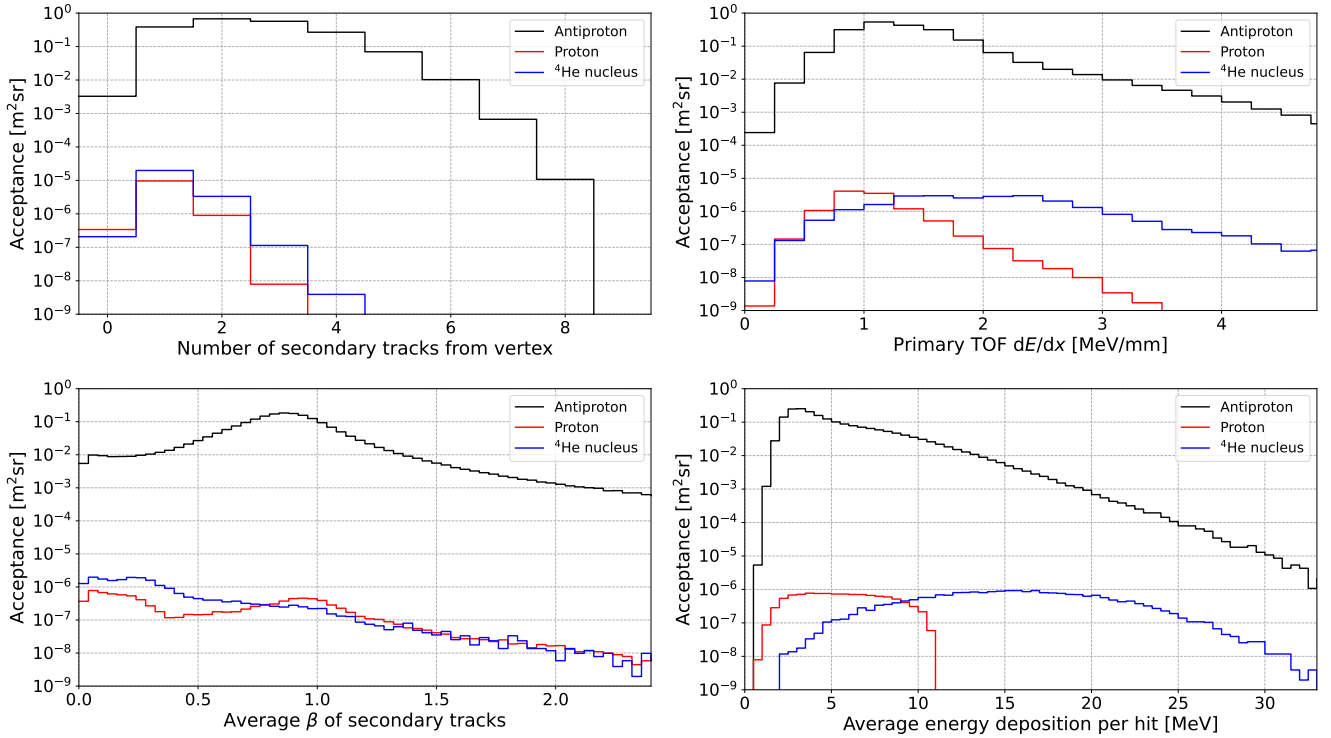 10^0
10^-1
10^-2
10^-3
10^-4
10^-5
10^-6
10^-7
10^-8
10^-9
Acceptance [m^2sr]
Antiproton
Proton
^4He nucleus
0 2 4 6 8
Number of secondary tracks from vertex
10^0
10^-1
10^-2
10^-3
10^-4
10^-5
10^-6
10^-7
10^-8
10^-9
Acceptance [m^2sr]
Antiproton
Proton
^4He nucleus
0 1 2 3 4
Primary TOF dE/dx [MeV/mm]
10^0
10^-1
10^-2
10^-3
10^-4
10^-5
10^-6
10^-7
10^-8
10^-9
Acceptance [m^2sr]
Antiproton
Proton
^4He nucleus
0.0 0.5 1.0 1.5 2.0
Average β of secondary tracks
10^0
10^-1
10^-2
10^-3
10^-4
10^-5
10^-6
10^-7
10^-8
10^-9
Acceptance [m^2sr]
Antiproton
Proton
^4He nucleus
0 5 10 15 20 25 30
Average energy deposition per hit [MeV]